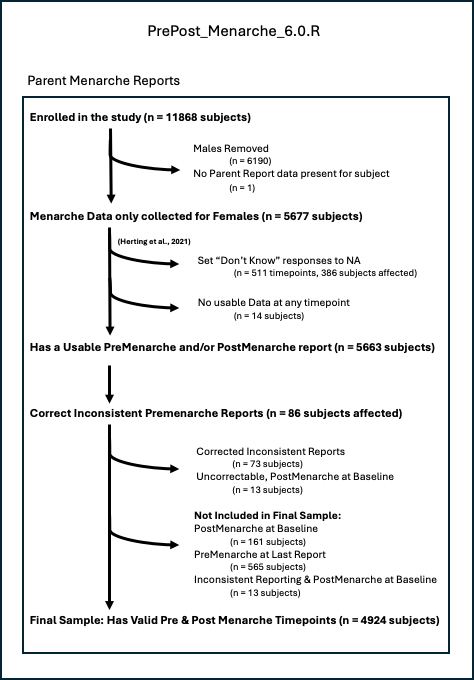 PrePost_Menarche_6.0.R
Parent Menarche Reports
Enrolled in the study (n = 11868 subjects)
Males Removed
(n = 6190)
No Parent Report data present for subject
(n = 1)
Menarche Data only collected for Females (n = 5677 subjects)
(Herting et al., 2021)
Set “Don’t Know” responses to NA
(n = 511 timepoints, 386 subjects affected)
No usable Data at any timepoint
(n = 14 subjects)
Has a Usable PreMenarche and/or PostMenarche report (n = 5663 subjects)
Correct Inconsistent Premenarche Reports (n = 86 subjects affected)
Corrected Inconsistent Reports
(n = 73 subjects)
Uncorrectable, PostMenarche at Baseline
(n = 13 subjects)
Not Included in Final Sample:
PostMenarche at Baseline
(n = 161 subjects)
PreMenarche at Last Report
(n = 565 subjects)
Inconsistent Reporting & PostMenarche at Baseline
(n = 13 subjects)
Final Sample: Has Valid Pre & Post Menarche Timepoints (n = 4924 subjects)